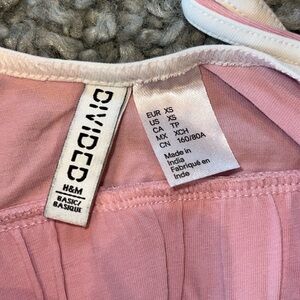 DIVIDED
H&M
BASIC/
BASIQUE
EUR XS
US XS
CA TP
MX XCH
CN 160/80A
Made in
India
Fabriqué en
Inde